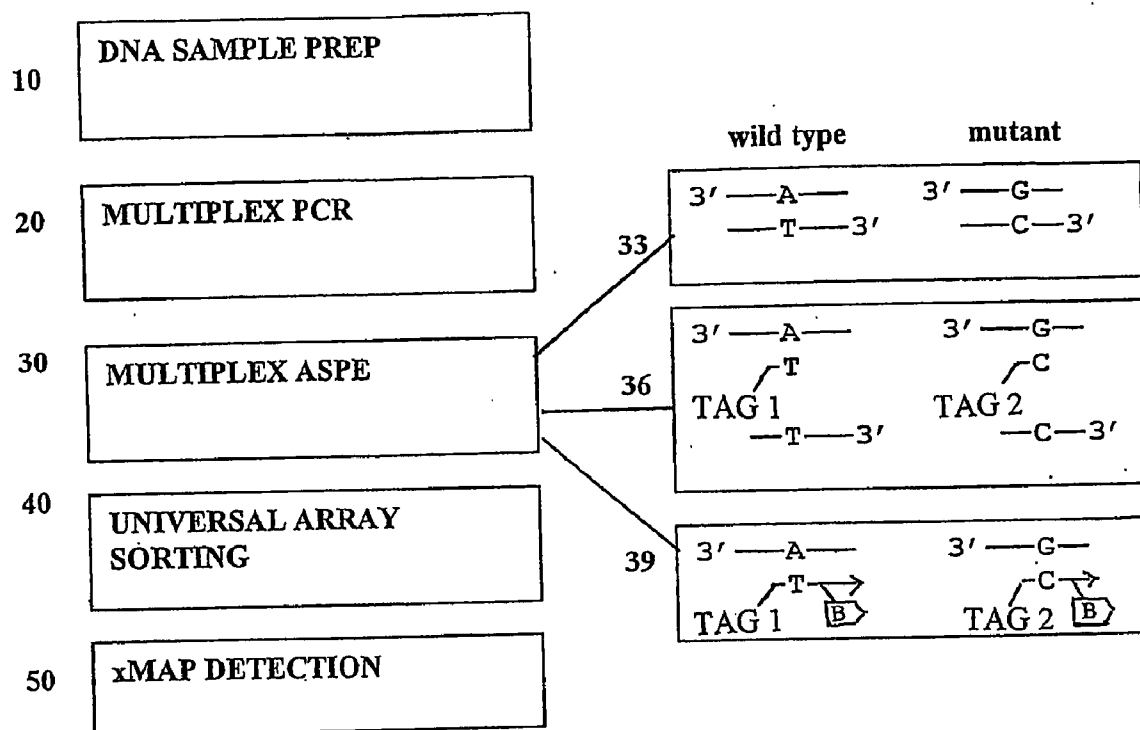 10
DNA SAMPLE PREP
20
MULTIPLEX PCR
30
MULTIPLEX ASPE
40
UNIVERSAL ARRAY
SORTING
50
xMAP DETECTION
wild type mutant
33
3' A 3' G
T 3' C 3'
36
3' A 3' G
T C
TAG 1 TAG 2
T 3' C 3'
39
3' A 3' G
T C
TAG 1 B TAG 2 B